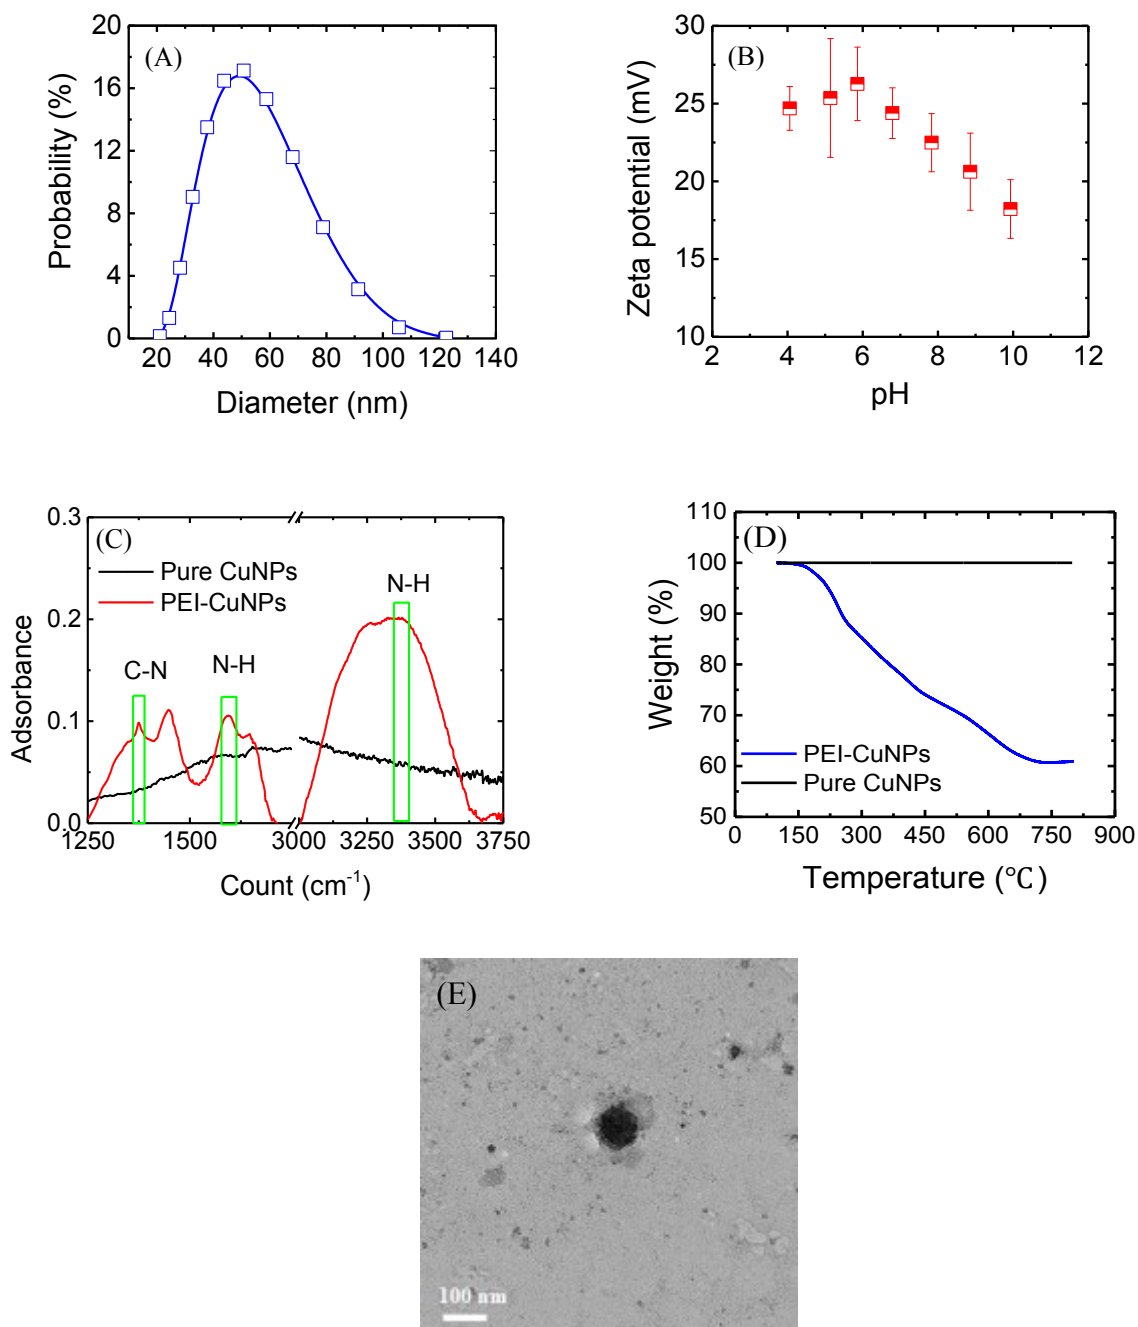 (A)
20
16
12
8
4
0
20 40 60 80 100 120 140
Probability (%)
Diameter (nm)
(B)
30
25
20
15
10
2 4 6 8 10 12
Zeta potential (mV)
pH
(C)
0.3
0.2
0.1
0.0
Pure CuNPs
PEI-CuNPs
C-N
N-H
N-H
1250 1500 3000 3250 3500 3750
Adsorbance
Count (cm⁻¹)
(D)
110
100
90
80
70
60
50
PEI-CuNPs
Pure CuNPs
0 150 300 450 600 750 900
Weight (%)
Temperature (℃)
(E)
100 nm